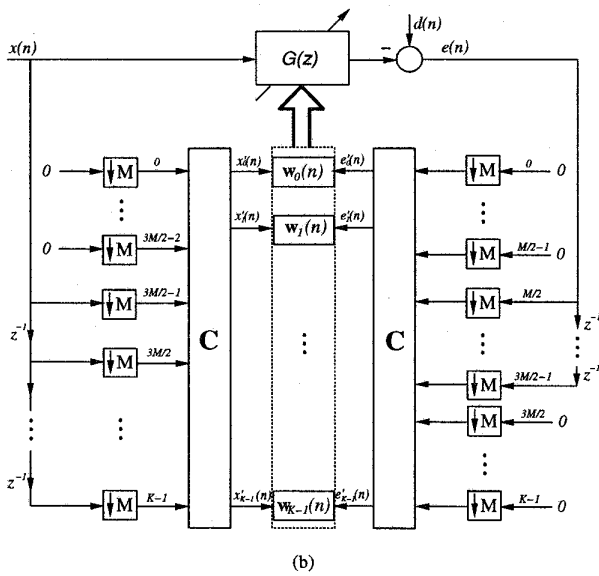 x(n)
G(z)
−
d(n)
e(n)
0 ↓M 0
x'₀(n)
w₀(n)
e'₀(n)
0 ↓M 0
x'₁(n)
w₁(n)
e'₁(n)
0 ↓M 3M/2−2
M/2−1 ↓M 0
↓M 3M/2−1
M/2 ↓M
z⁻¹
C
C
z⁻¹
↓M 3M/2
3M/2−1 ↓M
z⁻¹
3M/2 ↓M 0
z⁻¹
↓M K−1
x'K−1(n)
wK−1(n)
e'K−1(n)
K−1 ↓M 0
(b)